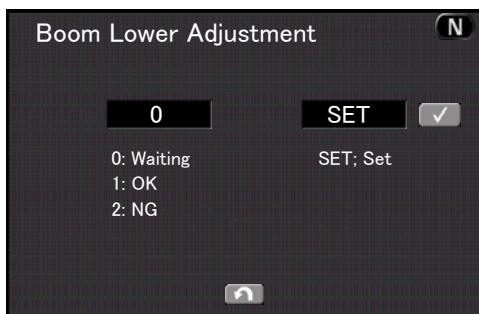 Boom Lower Adjustment N
0 SET
0: Waiting SET; Set
1: OK
2: NG